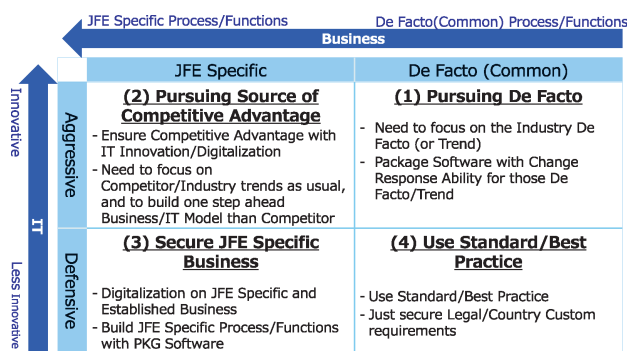 JFE Specific Process/Functions
De Facto(Common) Process/Functions
Business
JFE Specific
De Facto (Common)
IT
Innovative
Less Innovative
Aggressive
(2) Pursuing Source of
Competitive Advantage
- Ensure Competitive Advantage with
IT Innovation/Digitalization
- Need to focus on
Competitor/Industry trends as usual,
and to build one step ahead
Business/IT Model than Competitor
(1) Pursuing De Facto
- Need to focus on the Industry De
Facto (or Trend)
- Package Software with Change
Response Ability for those De
Facto/Trend
Defensive
(3) Secure JFE Specific
Business
- Digitalization on JFE Specific and
Established Business
- Build JFE Specific Process/Functions
with PKG Software
(4) Use Standard/Best
Practice
- Use Standard/Best Practice
- Just secure Legal/Country Custom
requirements